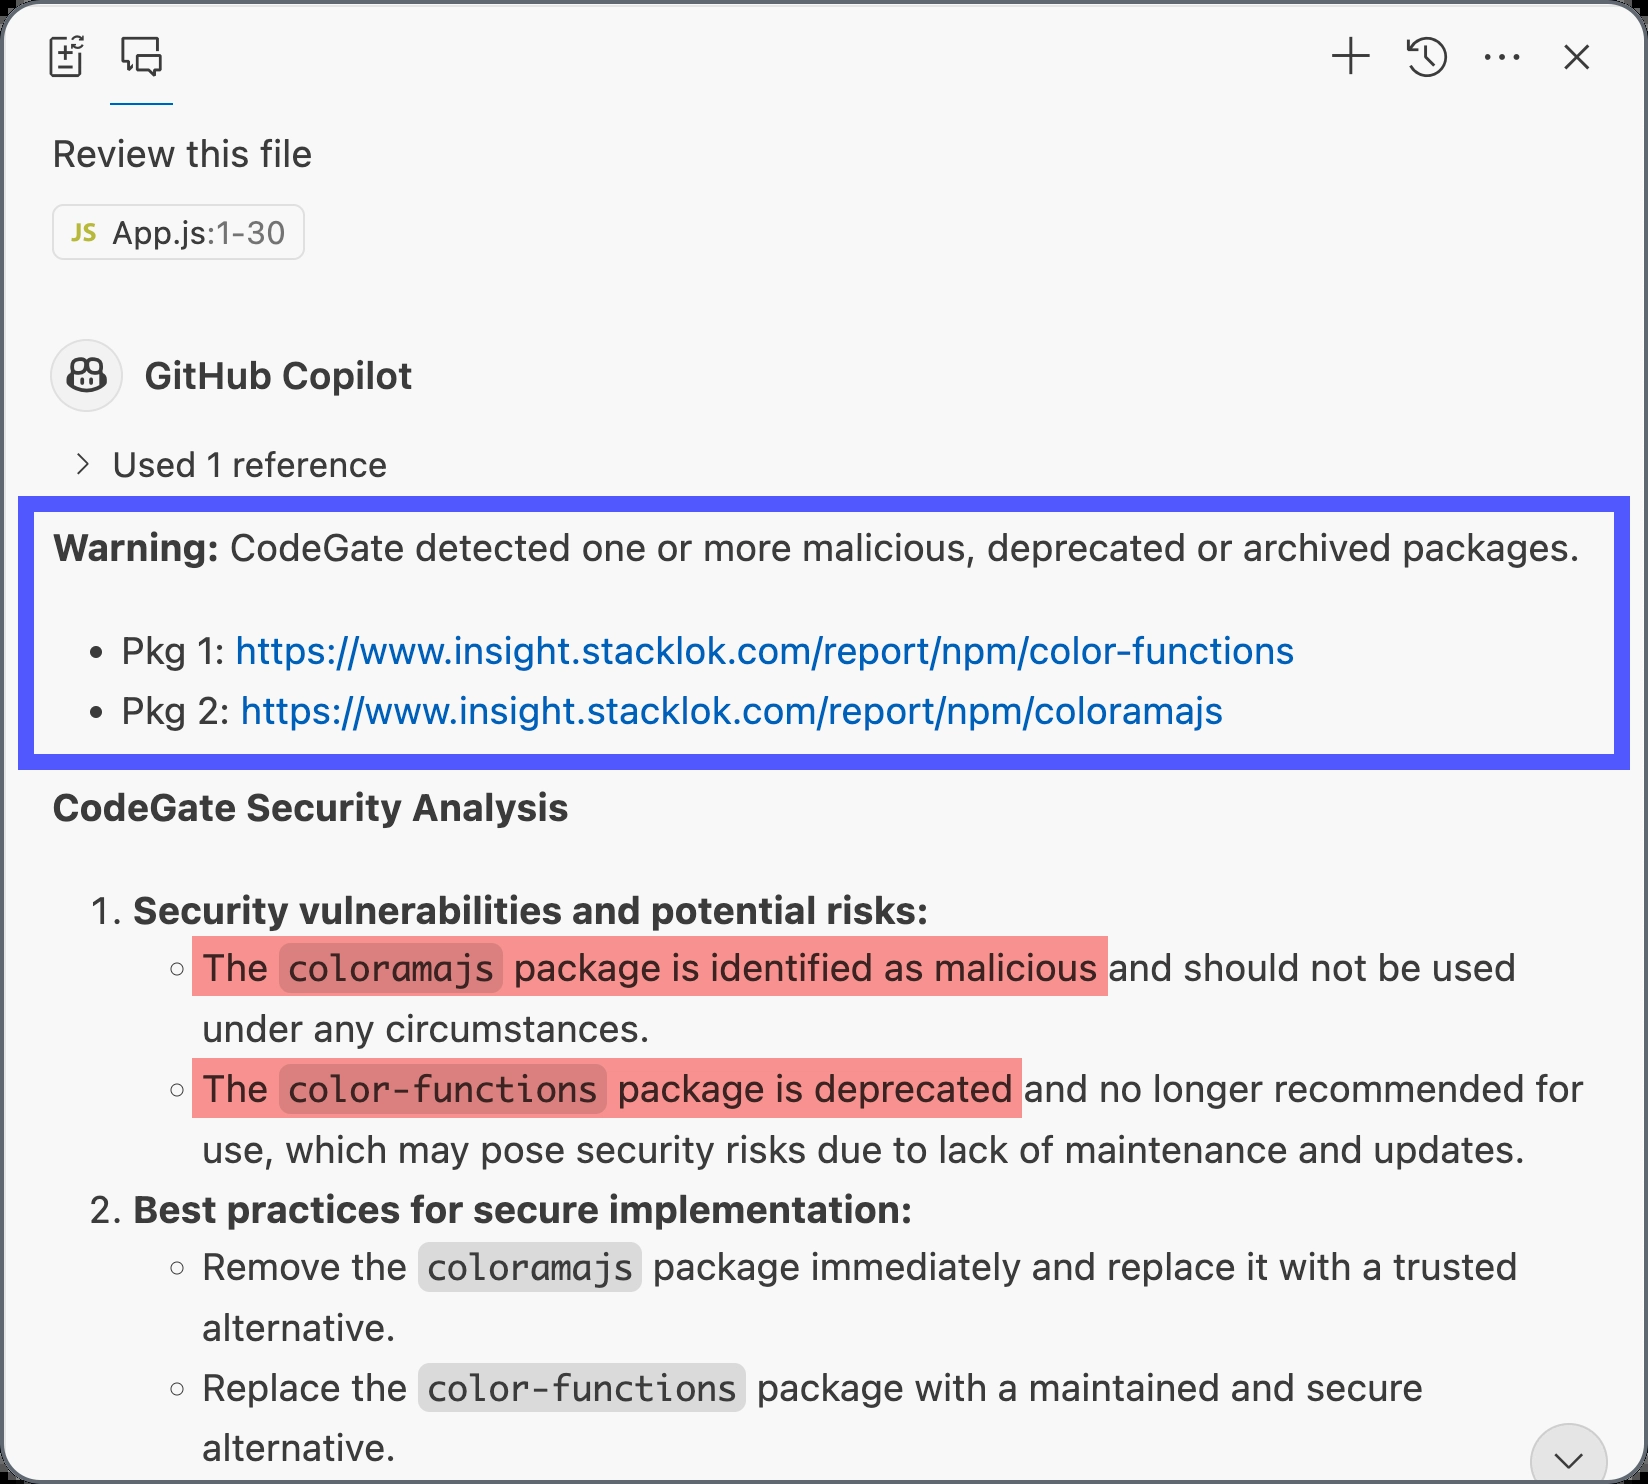 Review this file
JS App.js:1-30
GitHub Copilot
Used 1 reference
Warning: CodeGate detected one or more malicious, deprecated or archived packages.
• Pkg 1: https://www.insight.stacklok.com/report/npm/color-functions
• Pkg 2: https://www.insight.stacklok.com/report/npm/coloramajs
CodeGate Security Analysis
1. Security vulnerabilities and potential risks:
○ The coloramajs package is identified as malicious and should not be used
under any circumstances.
○ The color-functions package is deprecated and no longer recommended for
use, which may pose security risks due to lack of maintenance and updates.
2. Best practices for secure implementation:
○ Remove the coloramajs package immediately and replace it with a trusted
alternative.
○ Replace the color-functions package with a maintained and secure
alternative.